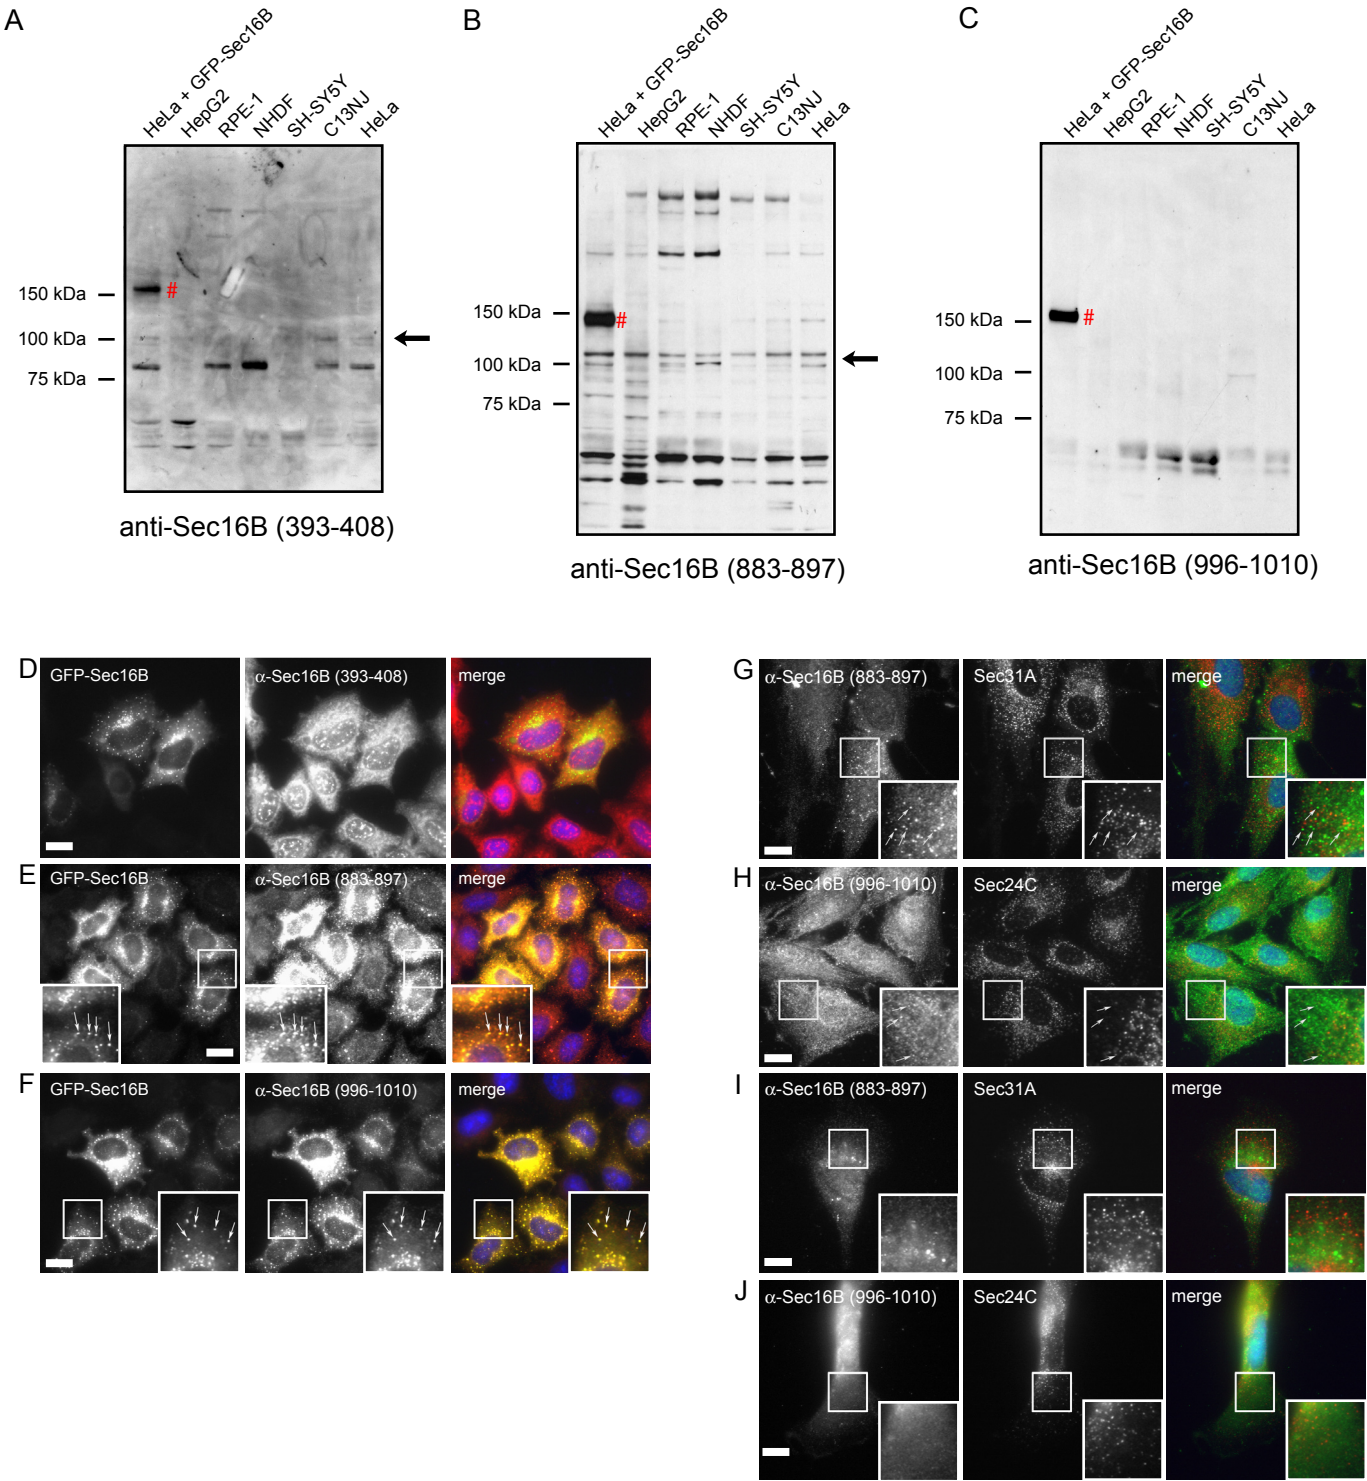 A
HeLa + GFP-Sec16B
HepG2
RPE-1
NHDF
SH-SY5Y
C13NJ
HeLa
150 kDa
#
100 kDa
75 kDa
anti-Sec16B (393-408)
B
HeLa + GFP-Sec16B
HepG2
RPE-1
NHDF
SH-SY5Y
C13NJ
HeLa
150 kDa
#
100 kDa
75 kDa
anti-Sec16B (883-897)
C
HeLa + GFP-Sec16B
HepG2
RPE-1
NHDF
SH-SY5Y
C13NJ
HeLa
150 kDa
#
100 kDa
75 kDa
anti-Sec16B (996-1010)
D
GFP-Sec16B
α-Sec16B (393-408)
merge
E
GFP-Sec16B
α-Sec16B (883-897)
merge
F
GFP-Sec16B
α-Sec16B (996-1010)
merge
G
α-Sec16B (883-897)
Sec31A
merge
H
α-Sec16B (996-1010)
Sec24C
merge
I
α-Sec16B (883-897)
Sec31A
merge
J
α-Sec16B (996-1010)
Sec24C
merge